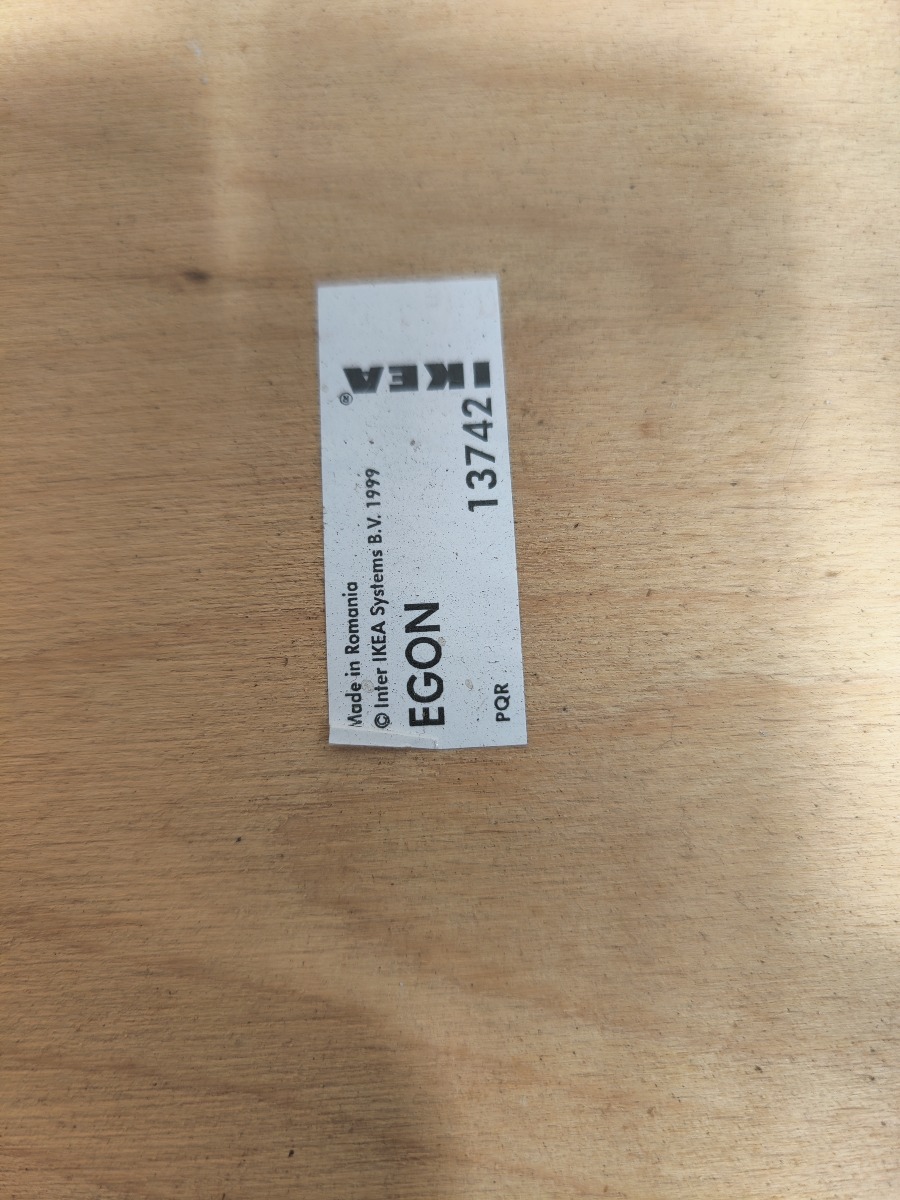 Made in Romania
© Inter IKEA Systems B.V. 1999
EGON
PQR
13742
IKEA®